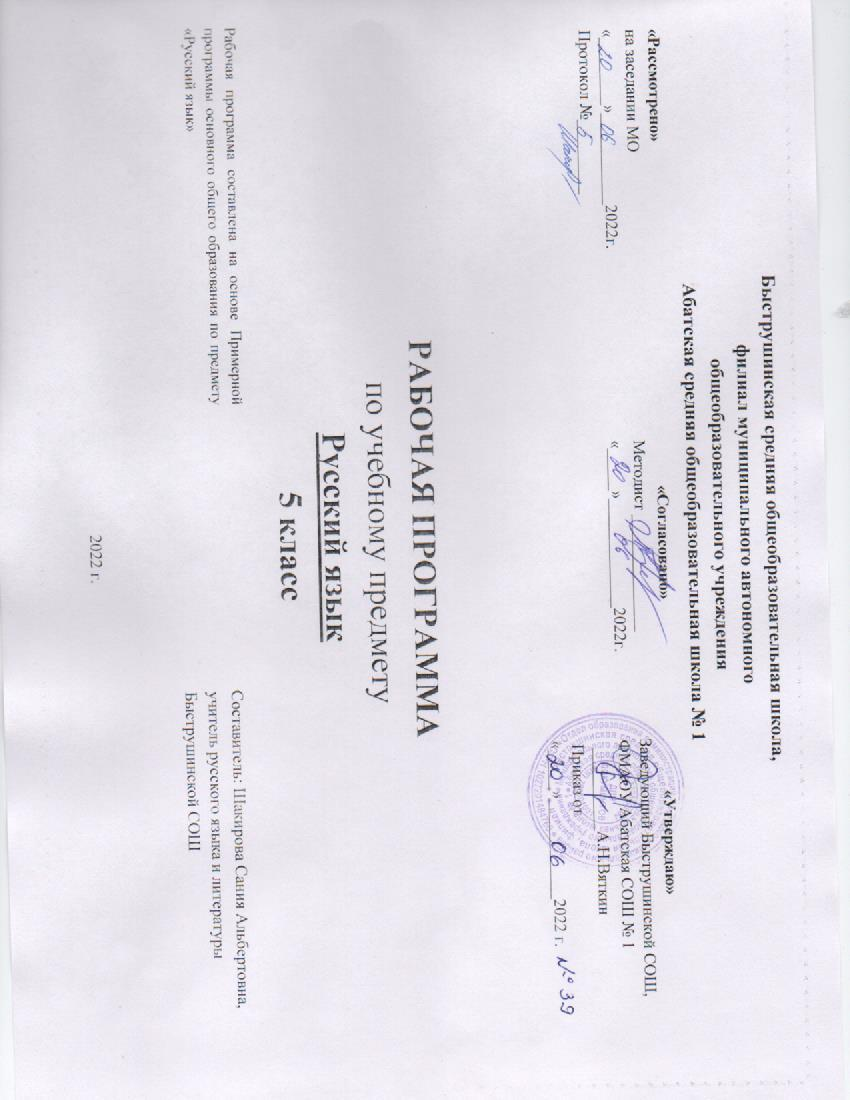 Быструшинская средняя общеобразовательная школа,
филиал муниципального автономного
общеобразовательного учреждения
Абатская средняя общеобразовательная школа № 1
«Рассмотрено»
на заседании МО
« 20 » 06 2022г.
Протокол № 6
«Согласовано»
Методист
« 20 » 06 2022г.
«Утверждаю»
Заведующий Быструшинской СОШ,
ФМАОУ Абатская СОШ № 1
А.Н.Вяткин
Приказ от
« 20 » 06 2022 г. № 39
РАБОЧАЯ ПРОГРАММА
по учебному предмету
Русский язык
5 класс
Рабочая программа составлена на основе Примерной
программы основного общего образования по предмету
«Русский язык»
Составитель: Шакирова Сания Альбертовна,
учитель русского языка и литературы
Быструшинской СОШ
2022 г.